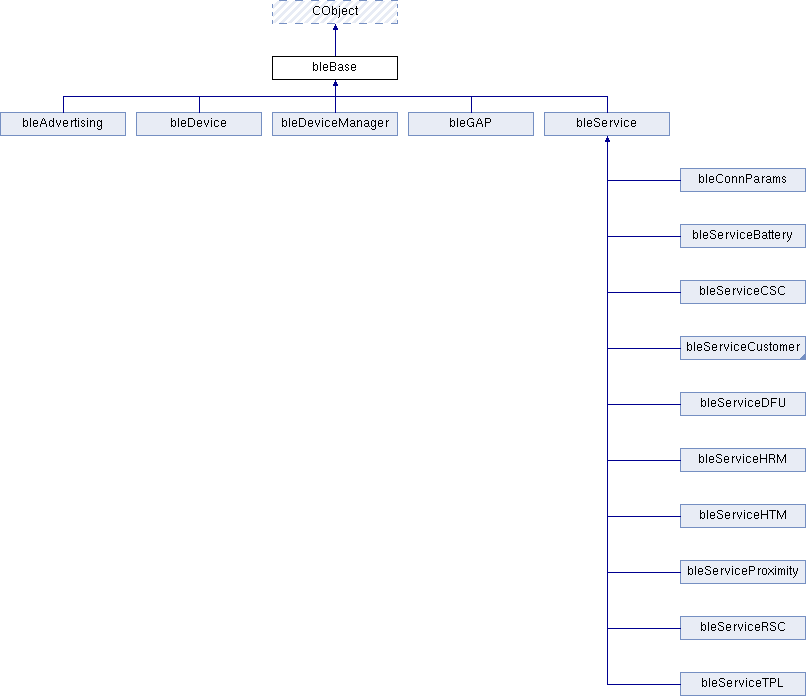 CObject
bleBase
bleAdvertising
bleDevice
bleDeviceManager
bleGAP
bleService
bleConnParams
bleServiceBattery
bleServiceCSC
bleServiceCustomer
bleServiceDFU
bleServiceHRM
bleServiceHTM
bleServiceProximity
bleServiceRSC
bleServiceTPL